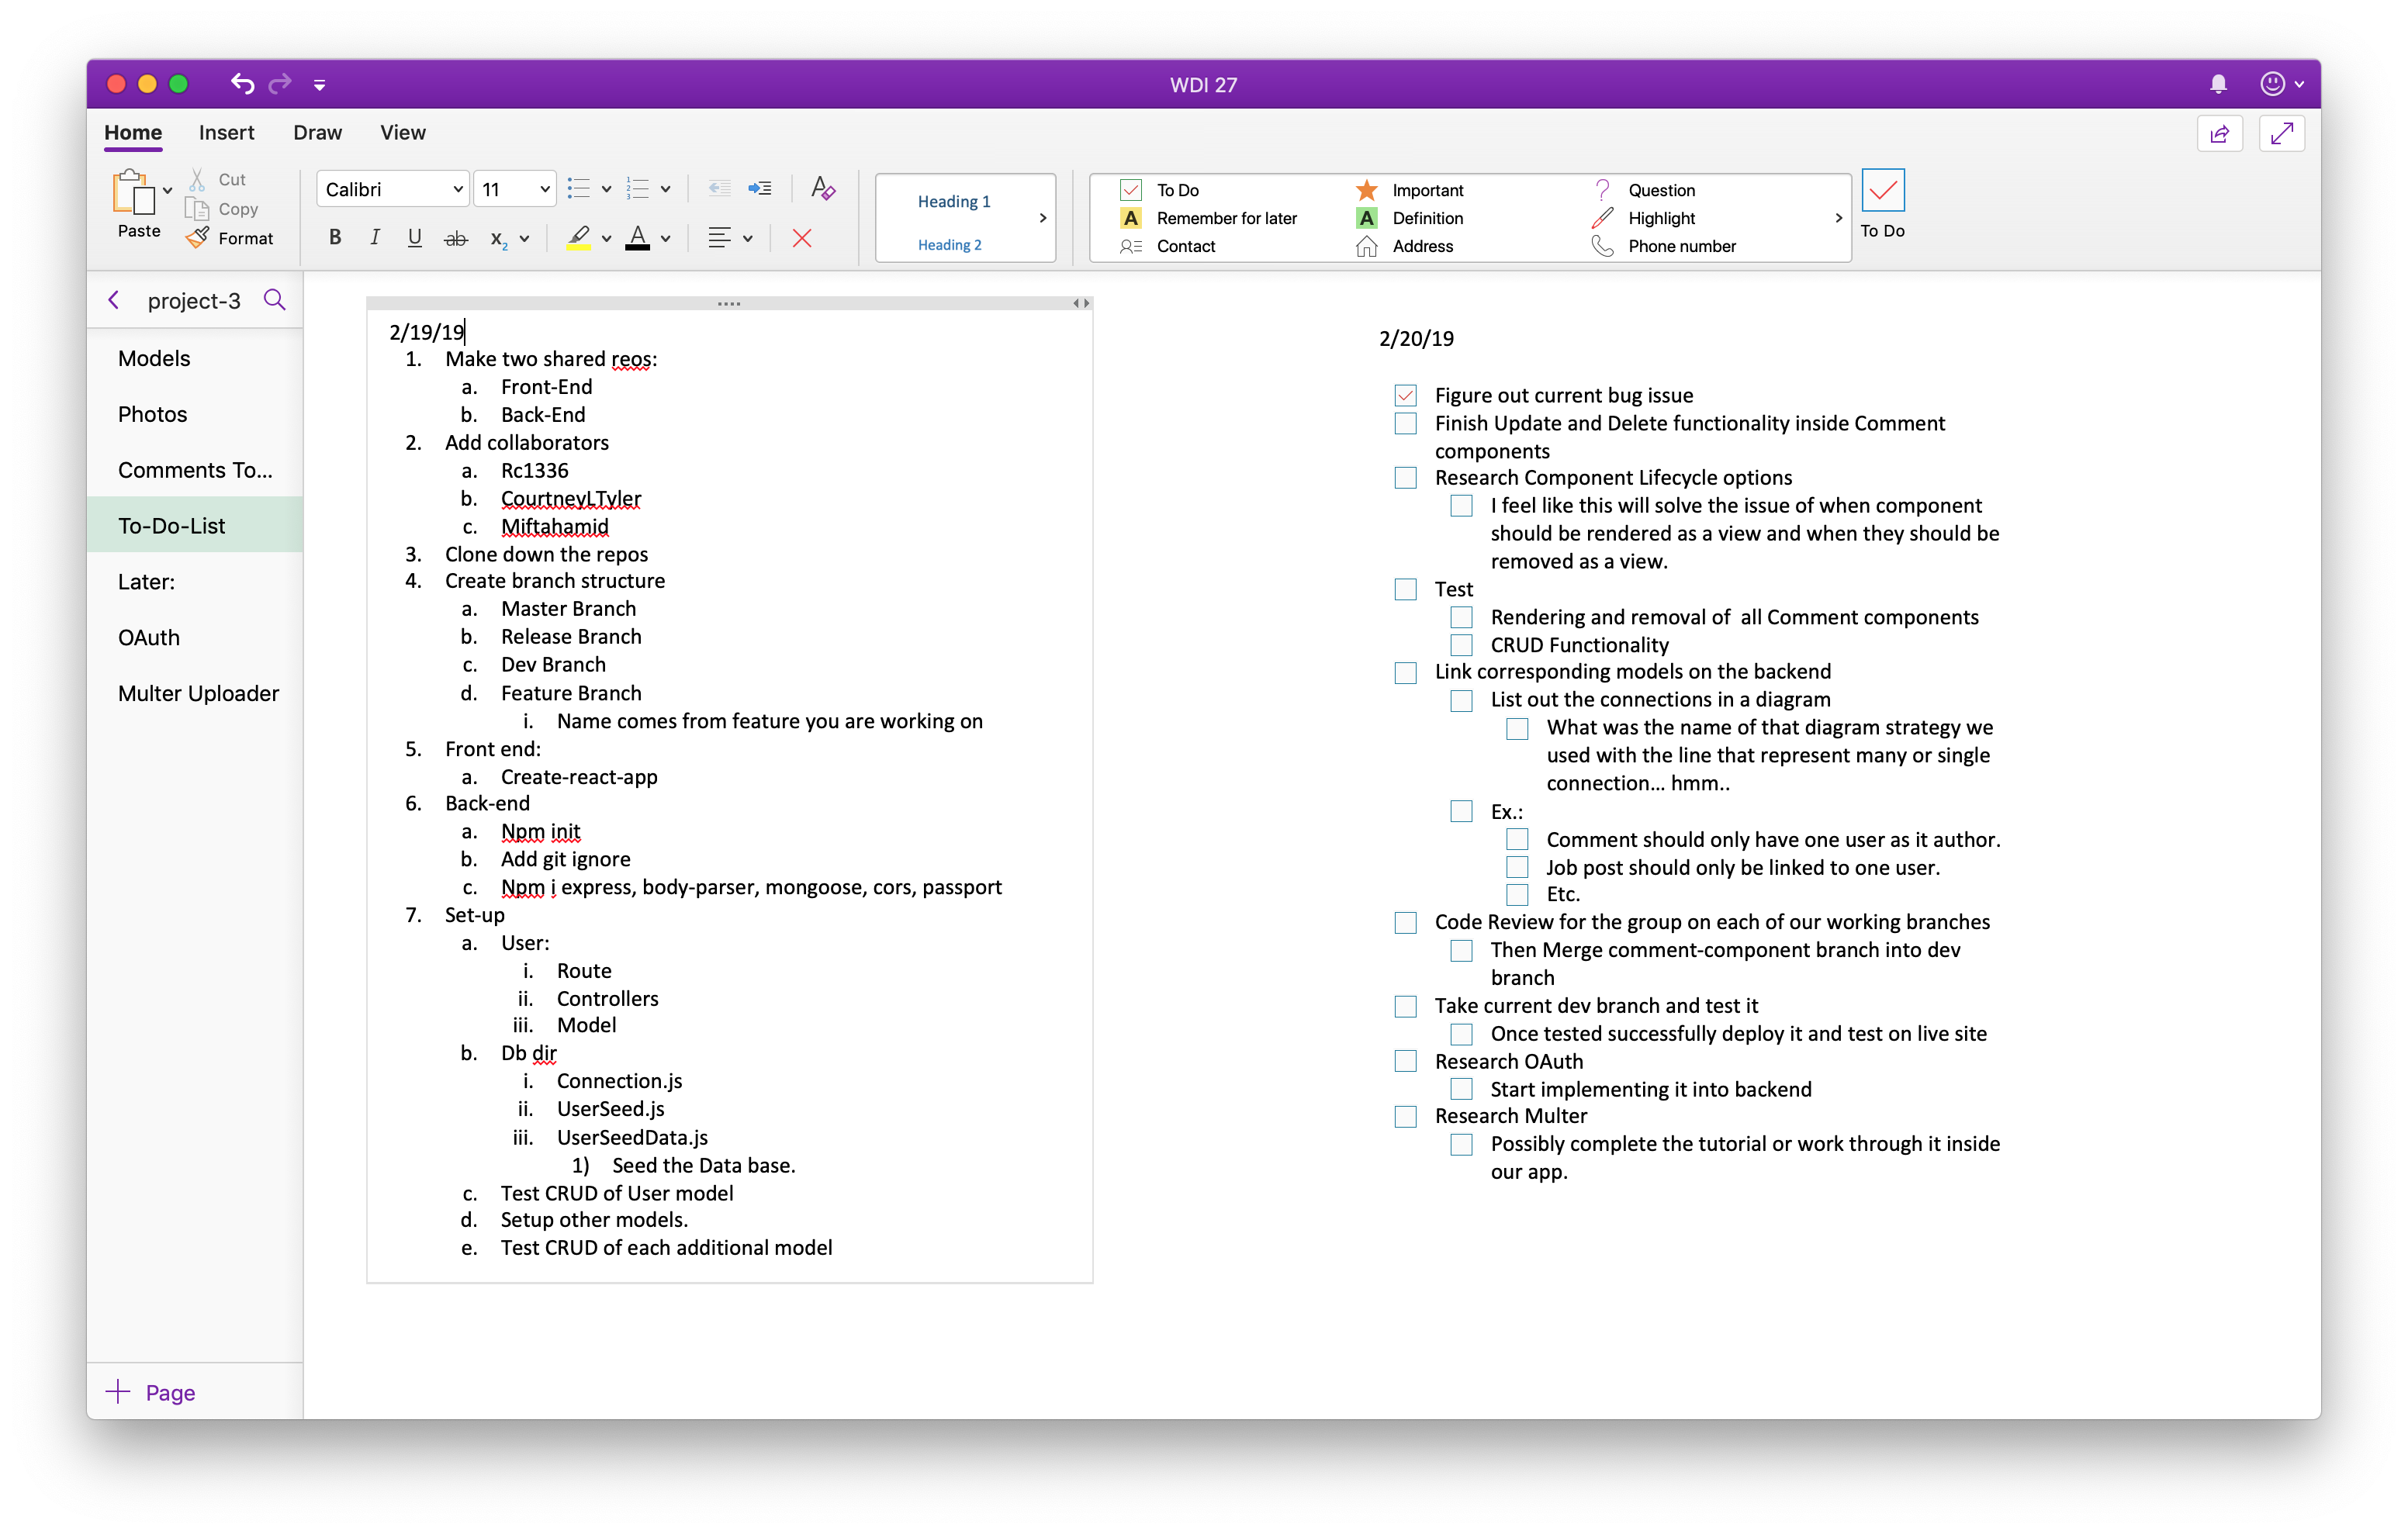 WDI 27
Home Insert Draw View
Paste
Cut
Copy
Format
Calibri 11
B I U ab x2 A
Heading 1
Heading 2
To Do
Remember for later
Contact
Important
Definition
Address
Question
Highlight
Phone number
To Do
project-3
Models
Photos
Comments To...
To-Do-List
Later:
OAuth
Multer Uploader
Page
2/19/19
1. Make two shared reos:
a. Front-End
b. Back-End
2. Add collaborators
a. Rc1336
b. CourtneyLTyler
c. Miftahamid
3. Clone down the repos
4. Create branch structure
a. Master Branch
b. Release Branch
c. Dev Branch
d. Feature Branch
i. Name comes from feature you are working on
5. Front end:
a. Create-react-app
6. Back-end
a. Npm init
b. Add git ignore
c. Npm i express, body-parser, mongoose, cors, passport
7. Set-up
a. User:
i. Route
ii. Controllers
iii. Model
b. Db dir
i. Connection.js
ii. UserSeed.js
iii. UserSeedData.js
1) Seed the Data base.
c. Test CRUD of User model
d. Setup other models.
e. Test CRUD of each additional model
2/20/19
Figure out current bug issue
Finish Update and Delete functionality inside Comment
components
Research Component Lifecycle options
I feel like this will solve the issue of when component
should be rendered as a view and when they should be
removed as a view.
Test
Rendering and removal of  all Comment components
CRUD Functionality
Link corresponding models on the backend
List out the connections in a diagram
What was the name of that diagram strategy we
used with the line that represent many or single
connection... hmm..
Ex.:
Comment should only have one user as it author.
Job post should only be linked to one user.
Etc.
Code Review for the group on each of our working branches
Then Merge comment-component branch into dev
branch
Take current dev branch and test it
Once tested successfully deploy it and test on live site
Research OAuth
Start implementing it into backend
Research Multer
Possibly complete the tutorial or work through it inside
our app.